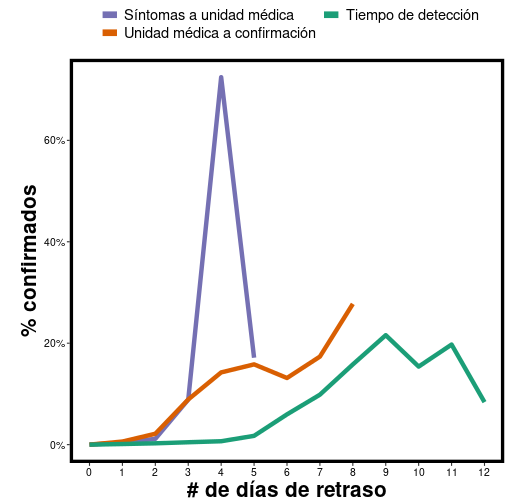 Síntomas a unidad médica
Tiempo de detección
Unidad médica a confirmación
60%
40%
20%
0%
% confirmados
0 1 2 3 4 5 6 7 8 9 10 11 12
# de días de retraso